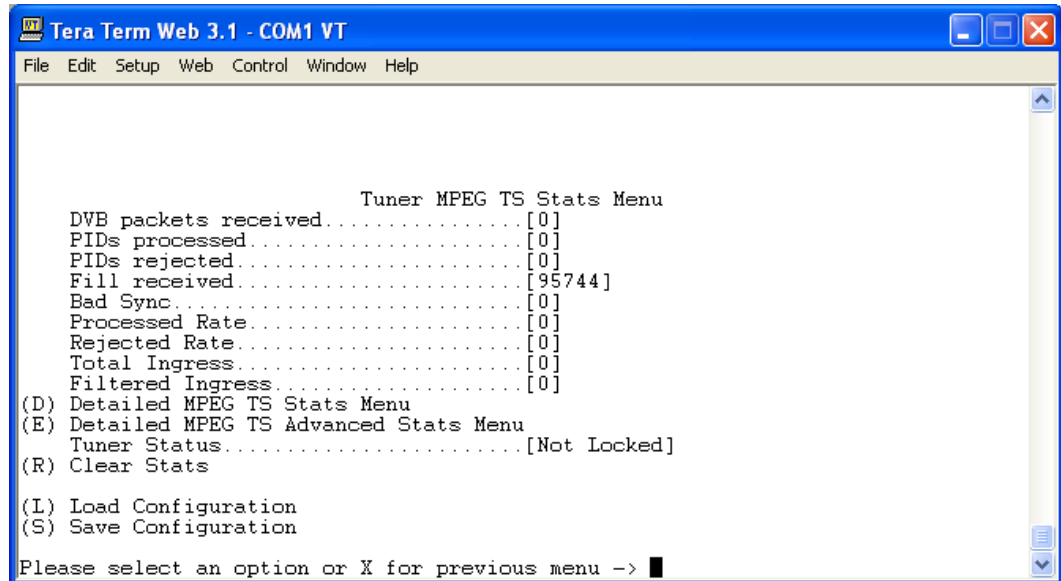 Tera Term Web 3.1 - COM1 VT
File Edit Setup Web Control Window Help
Tuner MPEG TS Stats Menu
DVB packets received................[0]
PIDs processed......................[0]
PIDs rejected.......................[0]
Fill received.......................[95744]
Bad Sync............................[0]
Processed Rate......................[0]
Rejected Rate.......................[0]
Total Ingress.......................[0]
Filtered Ingress....................[0]
(D) Detailed MPEG TS Stats Menu
(E) Detailed MPEG TS Advanced Stats Menu
Tuner Status........................[Not Locked]
(R) Clear Stats
(L) Load Configuration
(S) Save Configuration
Please select an option or X for previous menu ->